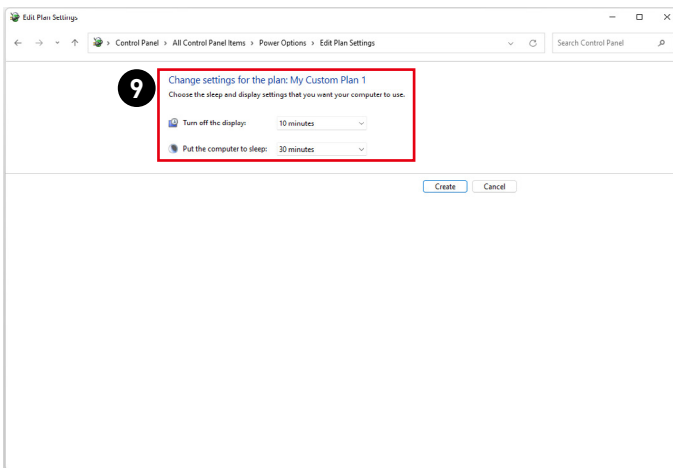 Edit Plan Settings
Control Panel > All Control Panel Items > Power Options > Edit Plan Settings
Search Control Panel
9
Change settings for the plan: My Custom Plan 1
Choose the sleep and display settings that you want your computer to use.
Turn off the display: 10 minutes
Put the computer to sleep: 30 minutes
Create Cancel